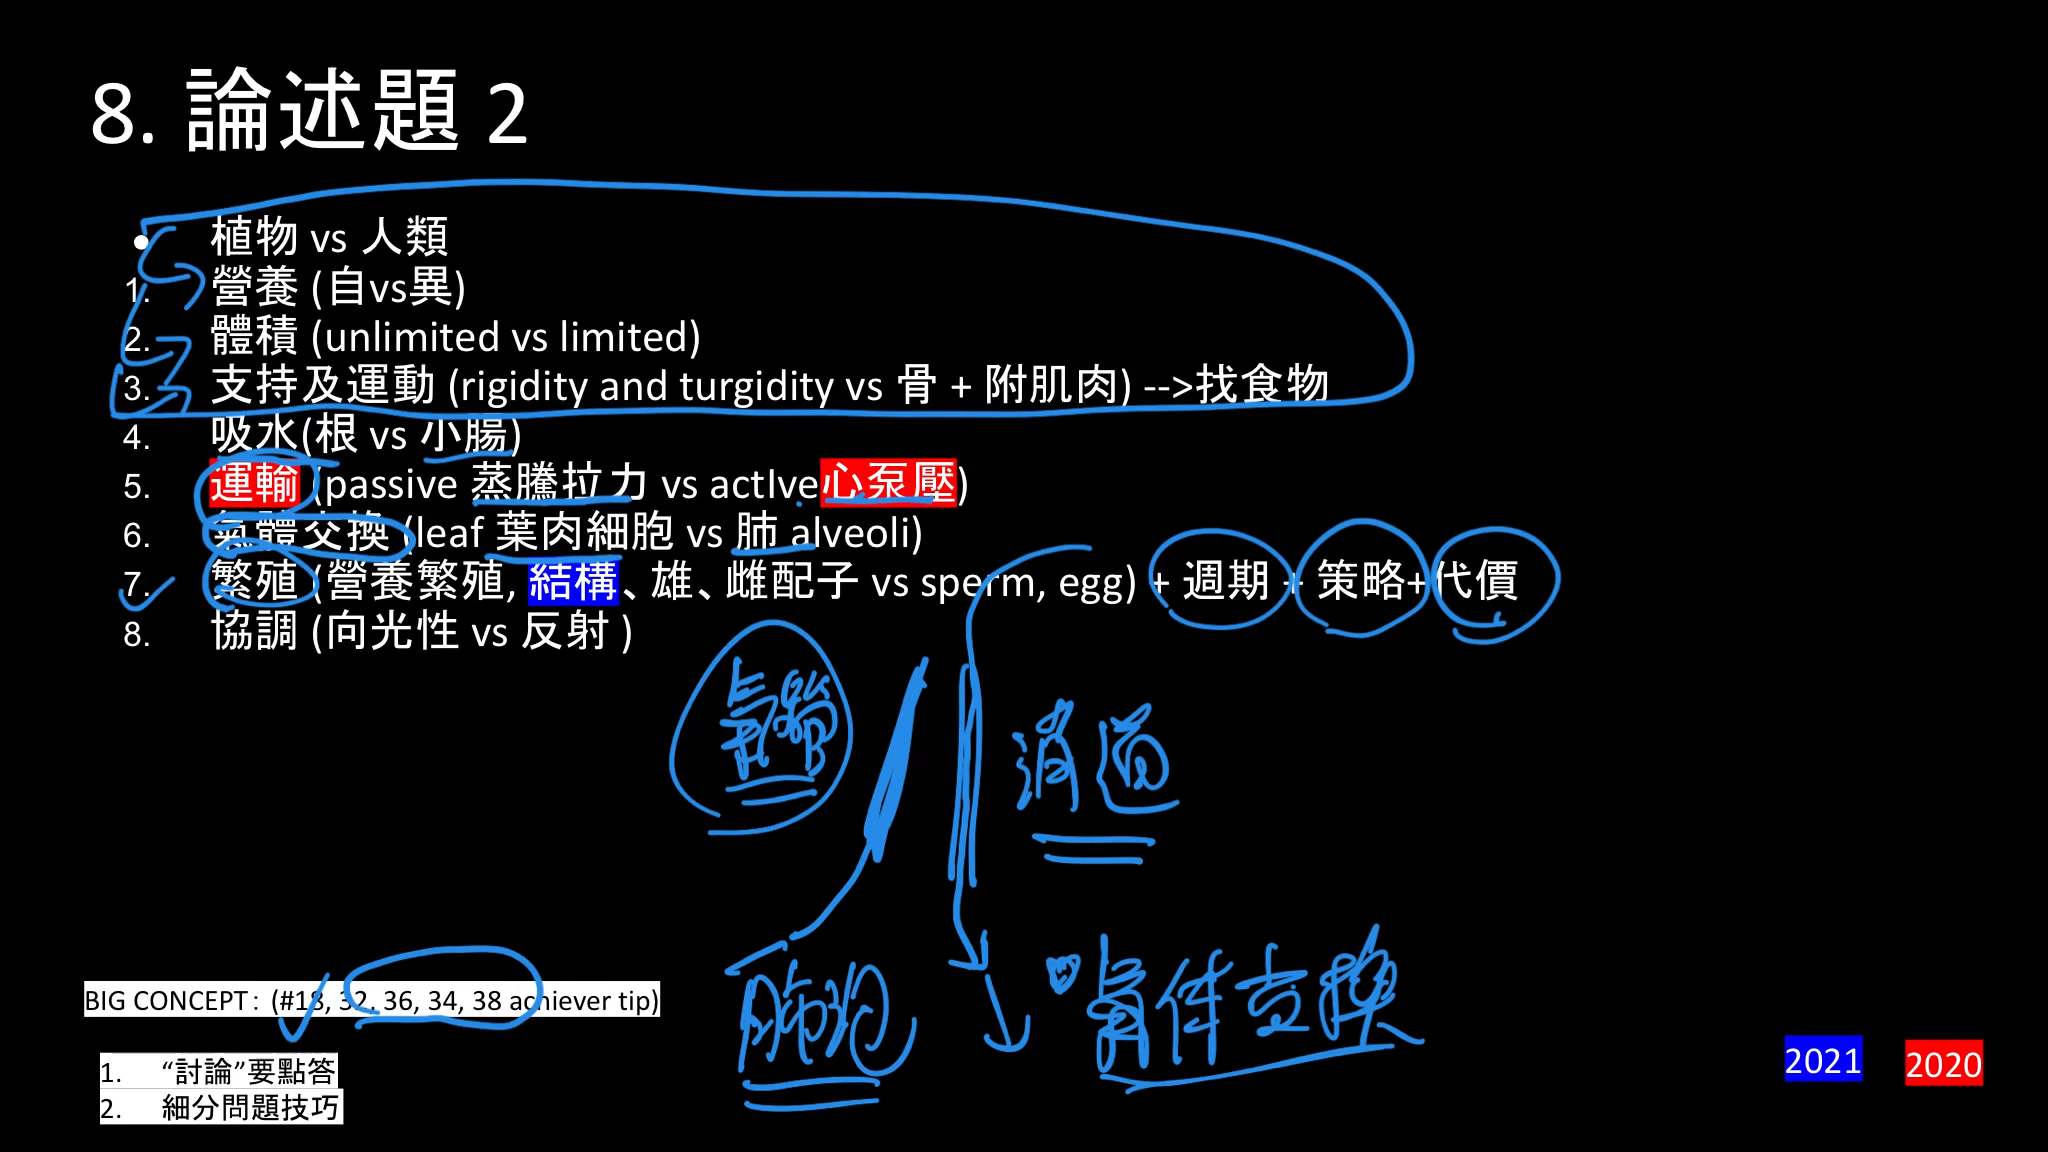 8. 論述題 2
• 植物 vs 人類
1. 營養 (自vs異)
2. 體積 (unlimited vs limited)
3. 支持及運動 (rigidity and turgidity vs 骨 + 附肌肉) -->找食物
4. 吸水(根 vs 小腸)
5. 運輸 (passive 蒸騰拉力 vs actIve心泵壓)
6. 氣體交換 (leaf 葉肉細胞 vs 肺 alveoli)
7. 繁殖 (營養繁殖, 結構、雄、雌配子 vs sperm, egg) + 週期 + 策略+代價
8. 協調 (向光性 vs 反射 )
消道
肺泡
BIG CONCEPT: (#18, 32, 36, 34, 38 achiever tip)
1. “討論”要點答
2. 細分問題技巧
2021
2020